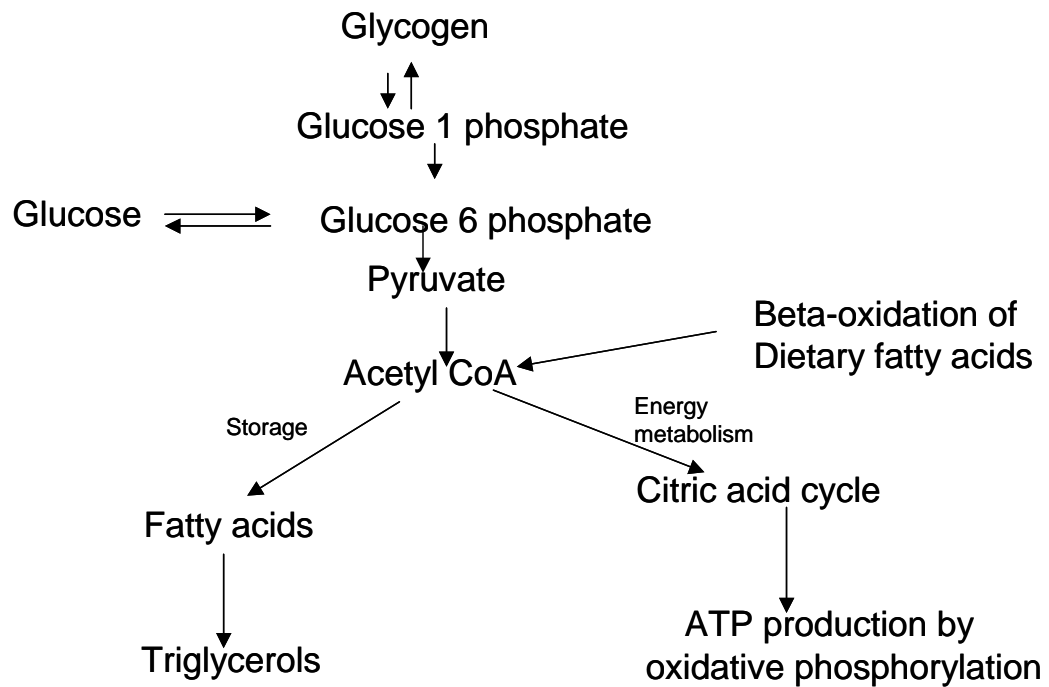 Glycogen
Glucose 1 phosphate
Glucose
Glucose 6 phosphate
Pyruvate
Beta-oxidation of
Dietary fatty acids
Acetyl CoA
Storage
Energy
metabolism
Citric acid cycle
Fatty acids
ATP production by
oxidative phosphorylation
Triglycerols